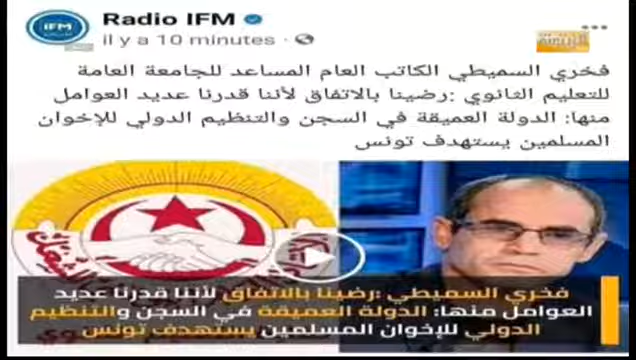 Radio IFM
il y a 10 minutes ·
IFM
فخري السميطي الكاتب العام المساعد للجامعة العامة
للتعليم الثانوي :رضينا بالاتفاق لأننا قدرنا عديد العوامل
منها: الدولة العميقة في السجن والتنظيم الدولي للإخوان
المسلمين يستهدف تونس
فخري السميطي :رضينا بالاتفاق لأننا قدرنا عديد
العوامل منها: الدولة العميقة في السجن والتنظيم
الدولي للإخوان المسلمين يستهدف تونس